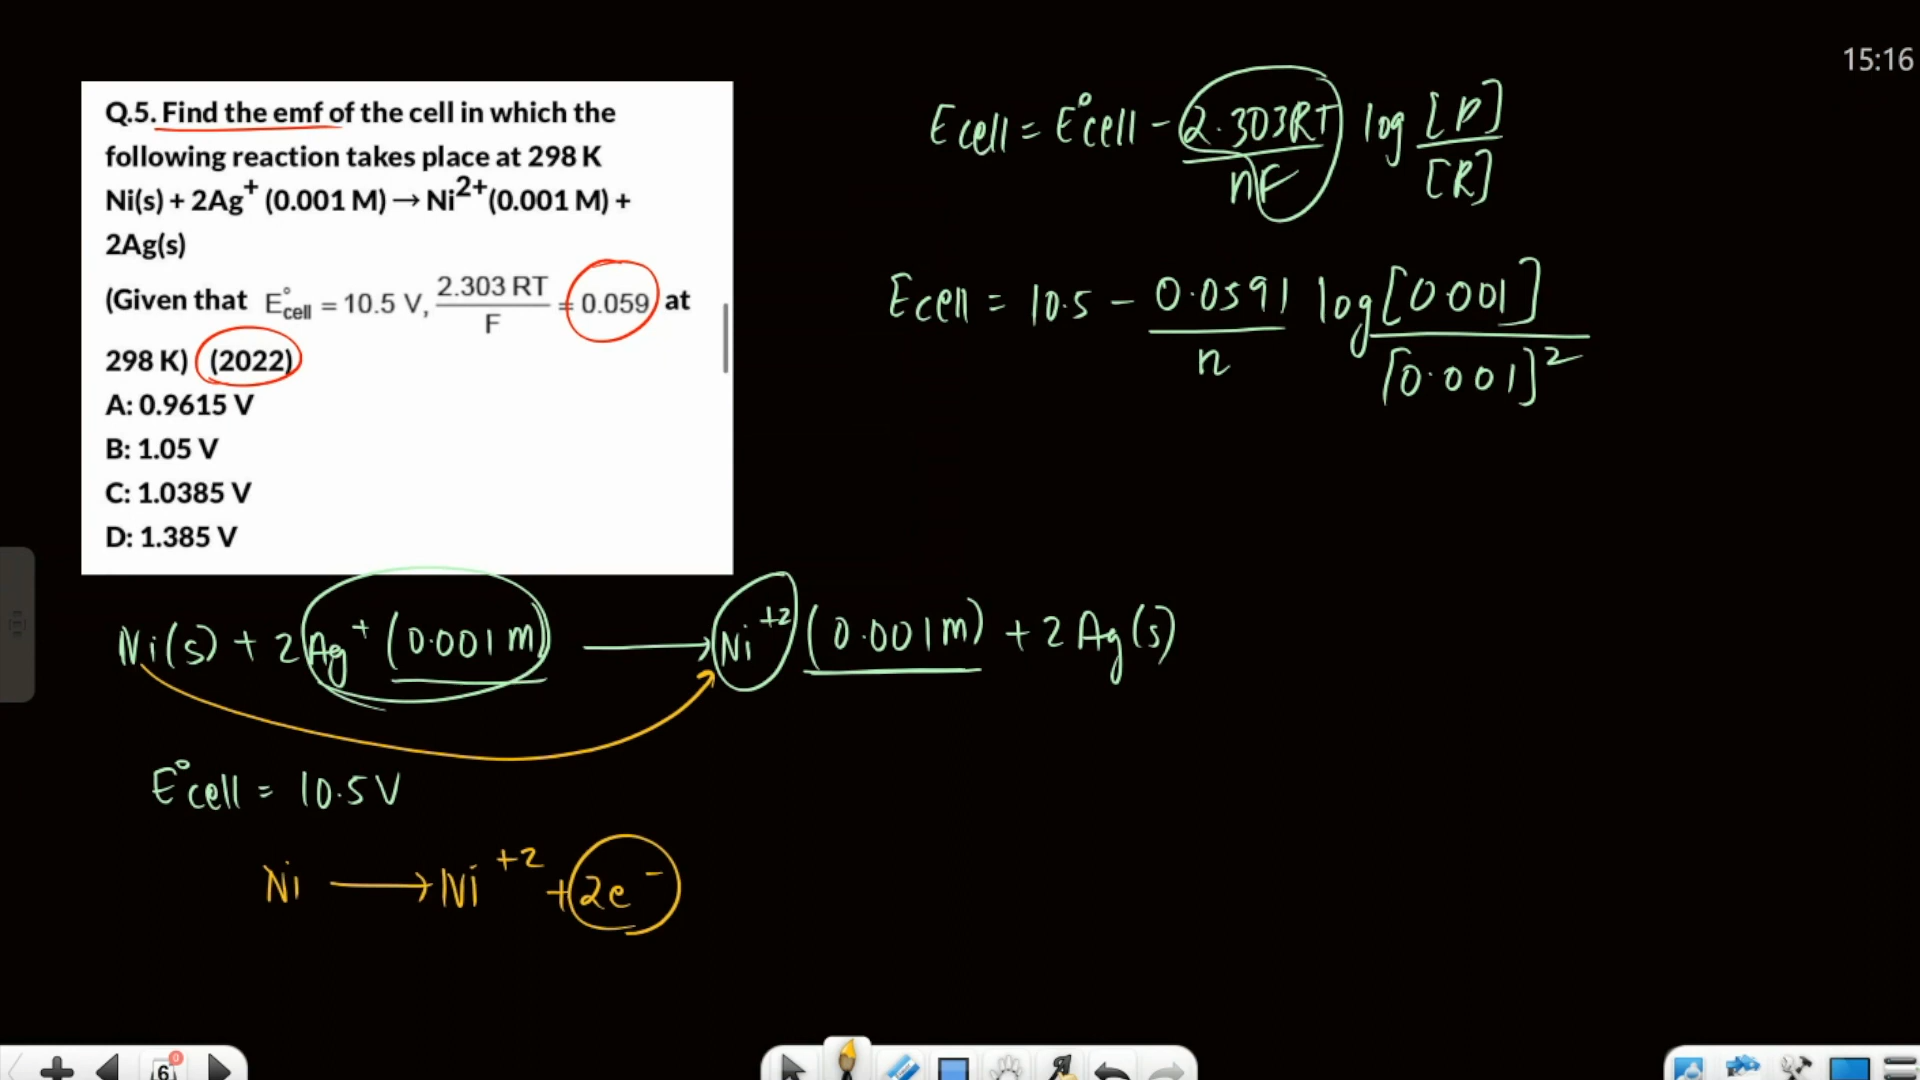 15:16
Q.5. Find the emf of the cell in which the
following reaction takes place at 298 K
Ni(s) + 2Ag⁺ (0.001 M) → Ni²⁺(0.001 M) +
2Ag(s)
(Given that E°cell = 10.5 V, 2.303 RT/F = 0.059 at
298 K) (2022)
A: 0.9615 V
B: 1.05 V
C: 1.0385 V
D: 1.385 V
Ecell = E°cell - 2.303RT/nF log [P]/[R]
Ecell = 10.5 - 0.0591/n log [0.001]/[0.001]²
Ni(s) + 2Ag⁺ (0.001m) → Ni⁺² (0.001m) + 2Ag(s)
E°cell = 10.5V
Ni → Ni⁺² + 2e⁻
6
0